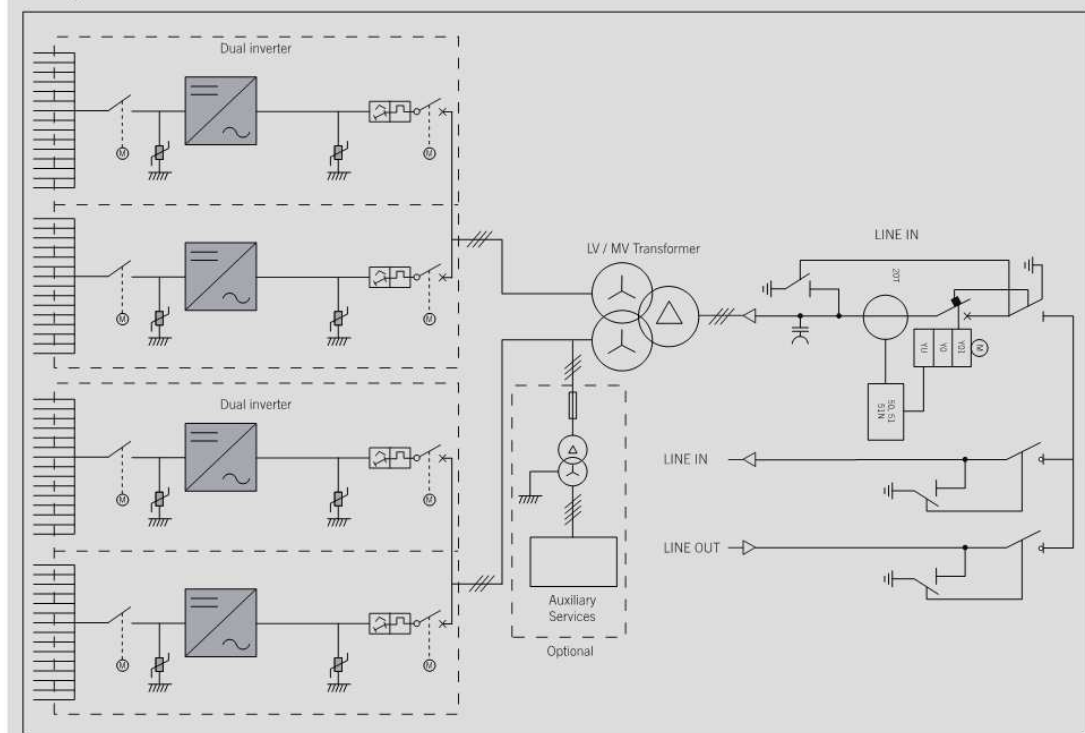 Dual inverter
M
M
M
M
LV / MV Transformer
LINE IN
20T
YU
YO
YO1
M
50, 51
51N
Dual inverter
M
M
LINE IN
LINE OUT
M
M
Auxiliary
Services
Optional